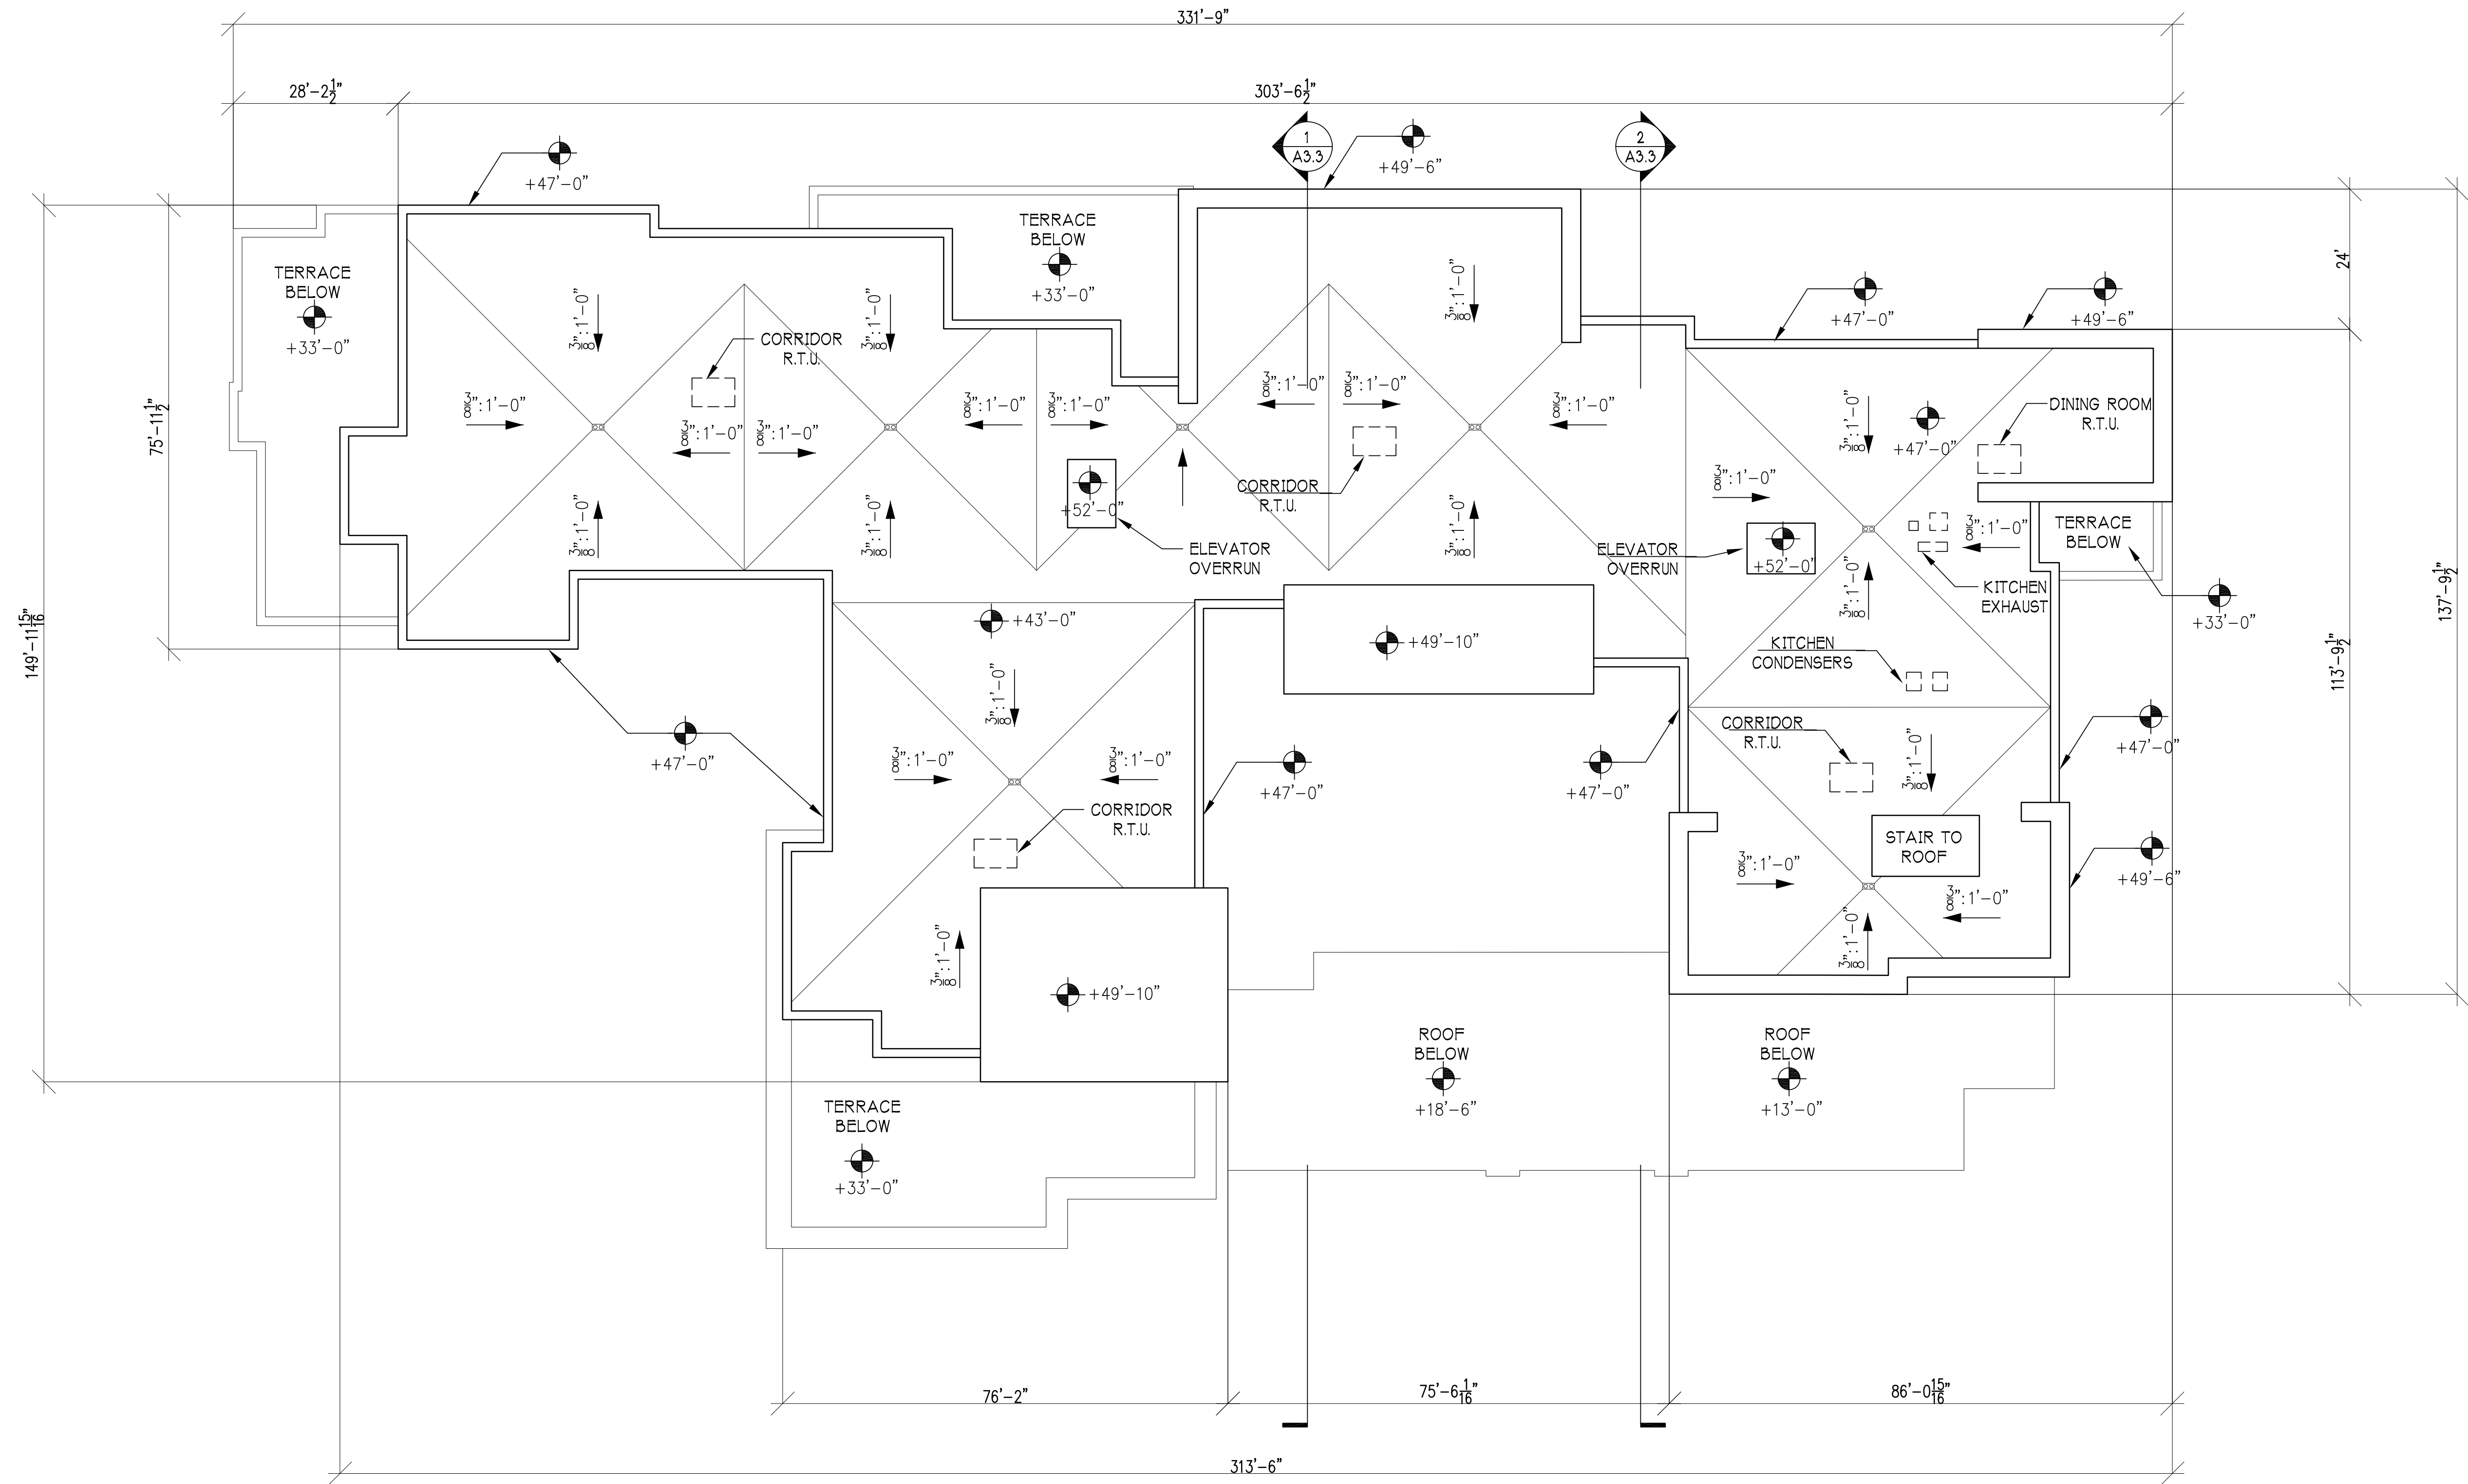 331'-9"
28'-2 1/2"
303'-6 1/2"
1
A3.3
2
A3.3
+47'-0"
+49'-6"
TERRACE
BELOW
+33'-0"
TERRACE
BELOW
+33'-0"
24'
+47'-0"
+49'-6"
3/8":1'-0"
3/8":1'-0"
3/8":1'-0"
CORRIDOR
R.T.U.
3/8":1'-0"
3/8":1'-0"
3/8":1'-0"
3/8":1'-0"
3/8":1'-0"
3/8":1'-0"
3/8":1'-0"
3/8":1'-0"
3/8":1'-0"
3/8":1'-0"
DINING ROOM
R.T.U.
+47'-0"
75'-11 1/2"
3/8":1'-0"
3/8":1'-0"
+52'-0"
CORRIDOR
R.T.U.
3/8":1'-0"
3/8":1'-0"
ELEVATOR
OVERRUN
ELEVATOR
OVERRUN
+52'-0'
3/8":1'-0"
3/8":1'-0"
TERRACE
BELOW
KITCHEN
EXHAUST
+33'-0"
137'-9 1/2"
149'-11 15/16"
+43'-0"
+49'-10"
KITCHEN
CONDENSERS
113'-9 1/2"
3/8":1'-0"
+47'-0"
3/8":1'-0"
3/8":1'-0"
+47'-0"
+47'-0"
CORRIDOR
R.T.U.
3/8":1'-0"
+47'-0"
CORRIDOR
R.T.U.
STAIR TO
ROOF
3/8":1'-0"
+49'-6"
3/8":1'-0"
3/8":1'-0"
3/8":1'-0"
+49'-10"
ROOF
BELOW
+18'-6"
ROOF
BELOW
+13'-0"
TERRACE
BELOW
+33'-0"
76'-2"
75'-6 1/16"
86'-0 15/16"
313'-6"